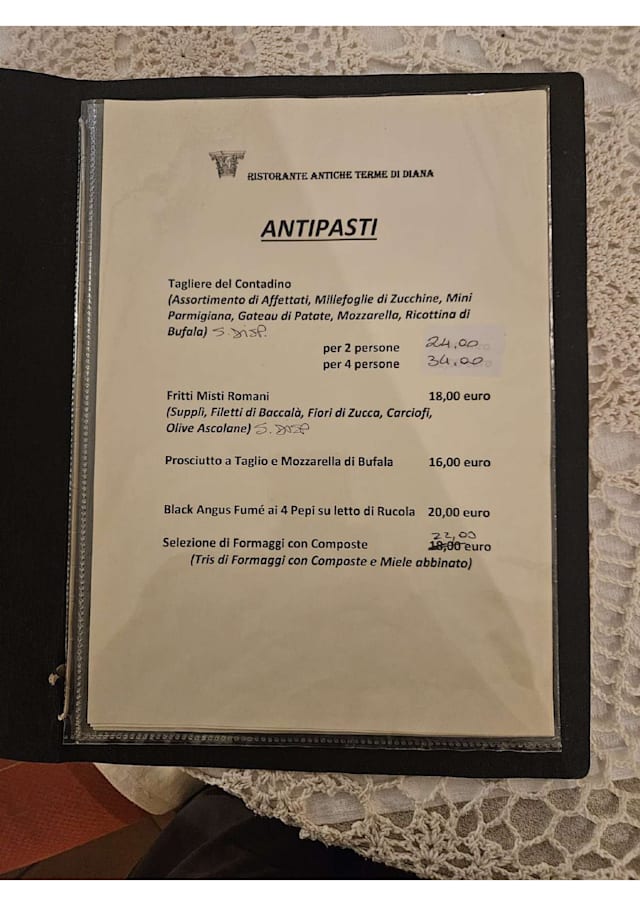 RISTORANTE ANTICHE TERME DI DIANA
ANTIPASTI
Tagliere del Contadino
(Assortimento di Affettati, Millefoglie di Zucchine, Mini
Parmigiana, Gateau di Patate, Mozzarella, Ricottina di
Bufala) S. DISP.
per 2 persone 24,00
per 4 persone 34,00
Fritti Misti Romani 18,00 euro
(Supplì, Filetti di Baccalà, Fiori di Zucca, Carciofi,
Olive Ascolane) S. DISP
Prosciutto a Taglio e Mozzarella di Bufala 16,00 euro
Black Angus Fumé ai 4 Pepi su letto di Rucola 20,00 euro
22,00
Selezione di Formaggi con Composte 18,00 euro
(Tris di Formaggi con Composte e Miele abbinato)